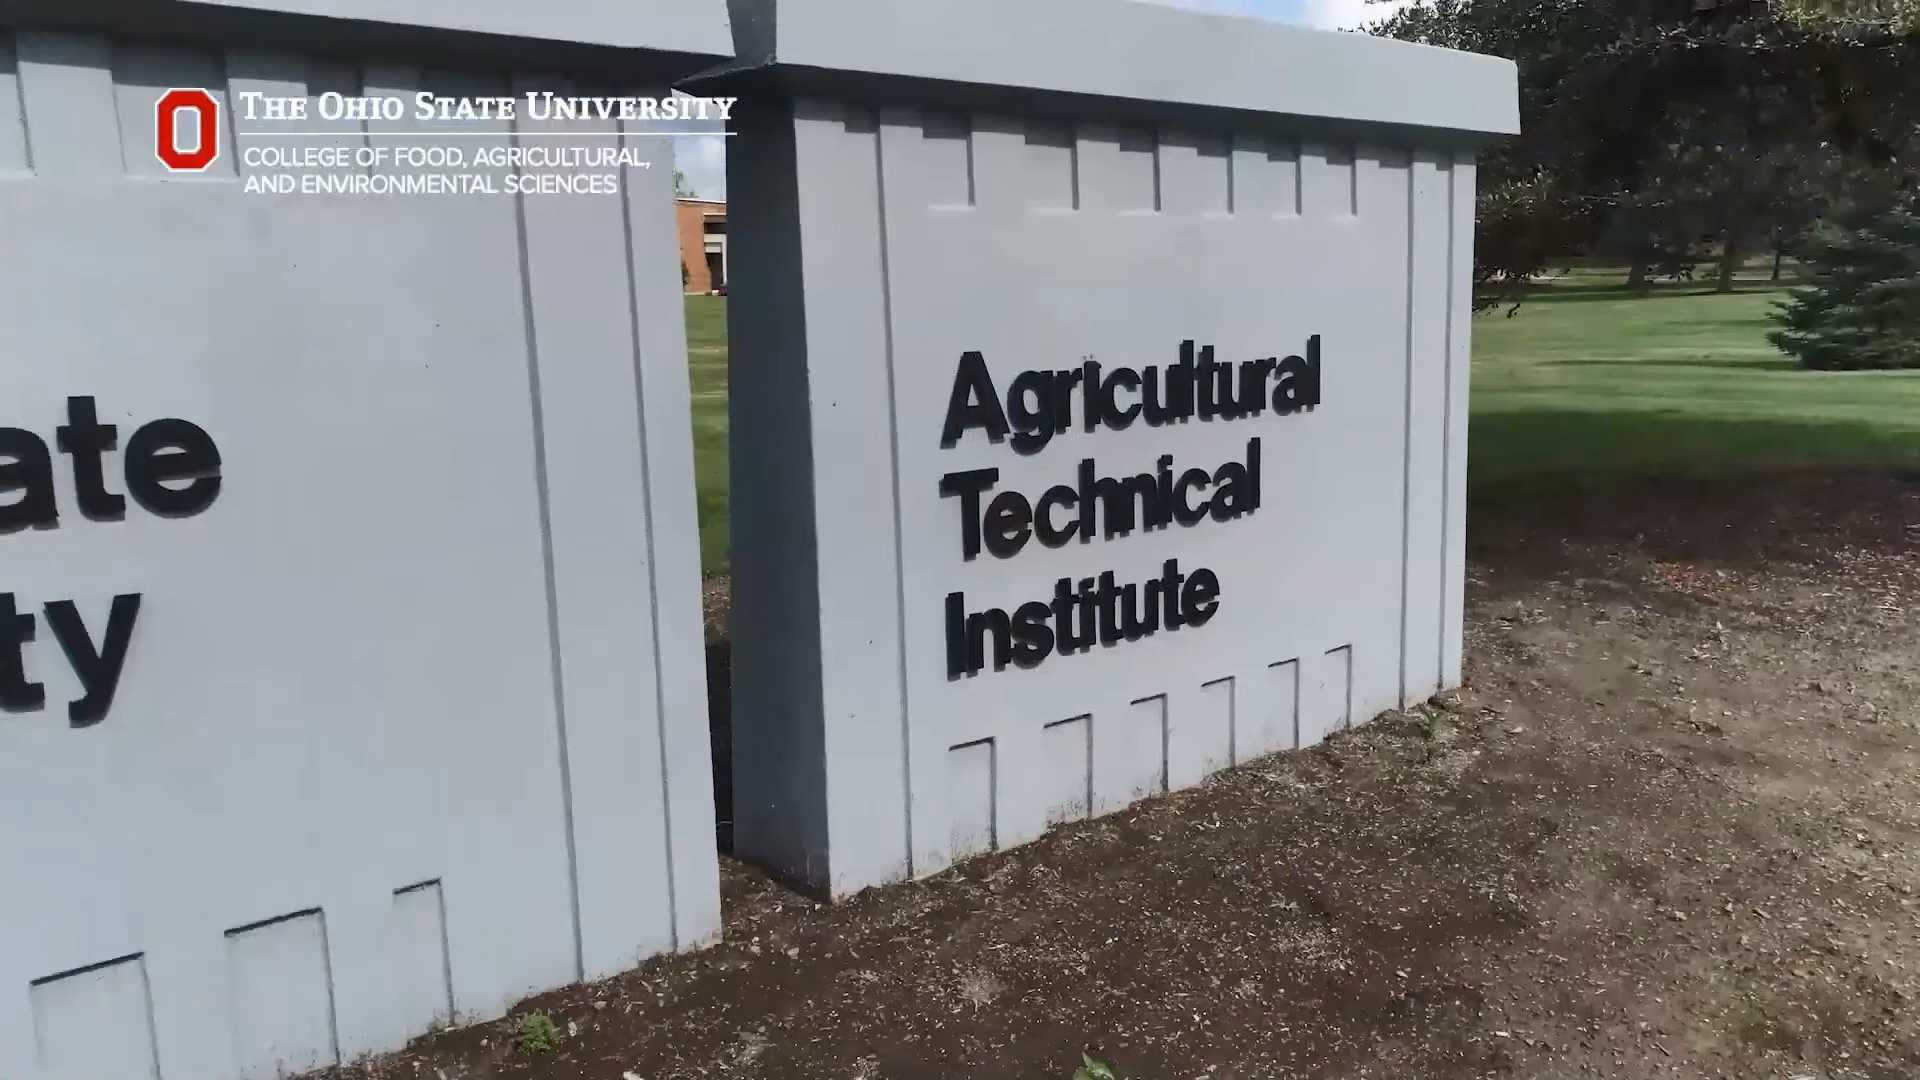 THE OHIO STATE UNIVERSITY
COLLEGE OF FOOD, AGRICULTURAL,
AND ENVIRONMENTAL SCIENCES
ate
ty
Agricultural
Technical
Institute